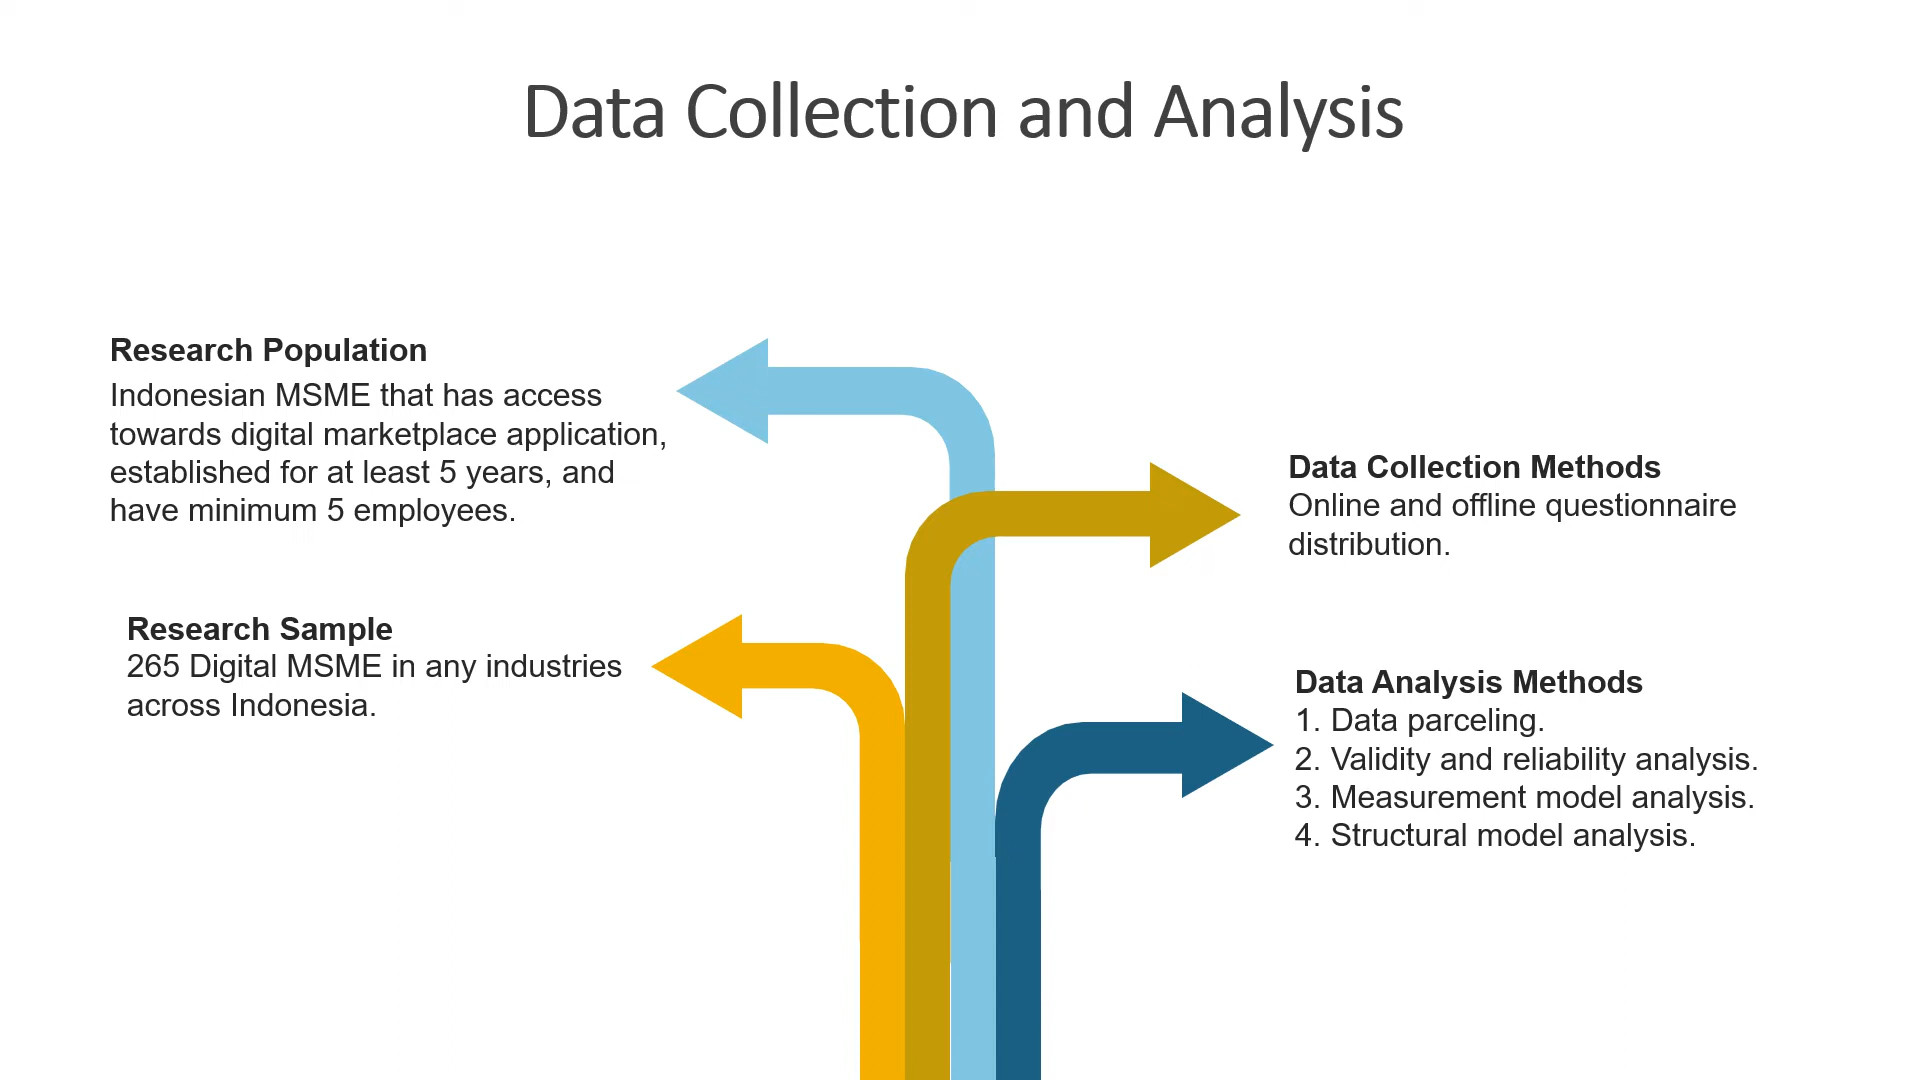 Data Collection and Analysis
Research Population
Indonesian MSME that has access
towards digital marketplace application,
established for at least 5 years, and
have minimum 5 employees.
Research Sample
265 Digital MSME in any industries
across Indonesia.
Data Collection Methods
Online and offline questionnaire
distribution.
Data Analysis Methods
1. Data parceling.
2. Validity and reliability analysis.
3. Measurement model analysis.
4. Structural model analysis.